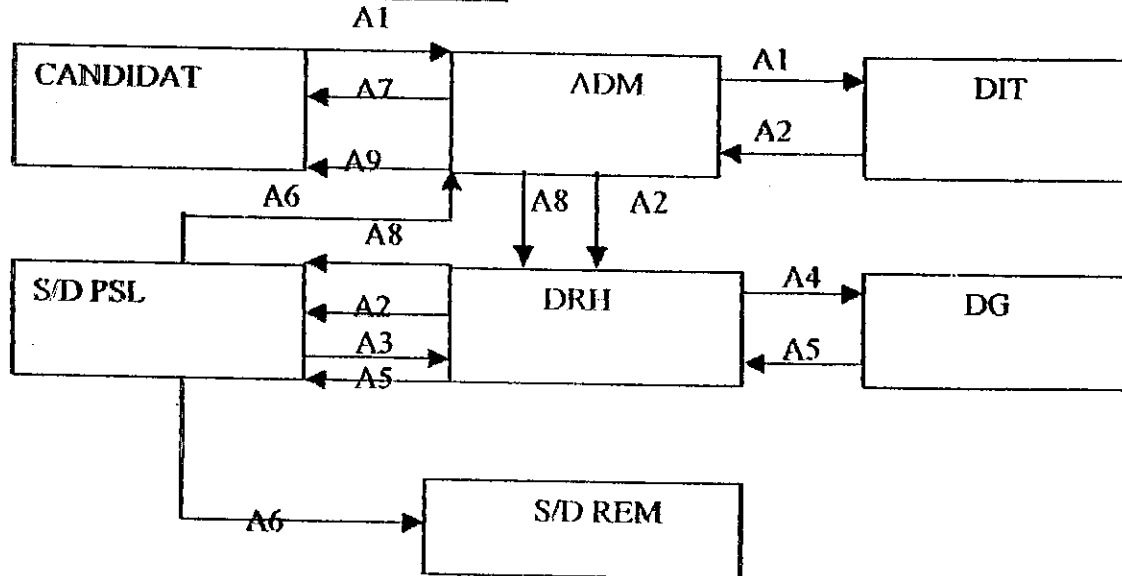 A1
CANDIDAT
ADM
A1
DIT
A7
A2
A9
A6
A8
A2
A8
S/D PSL
DRH
A4
DG
A2
A3
A5
A5
S/D REM
A6